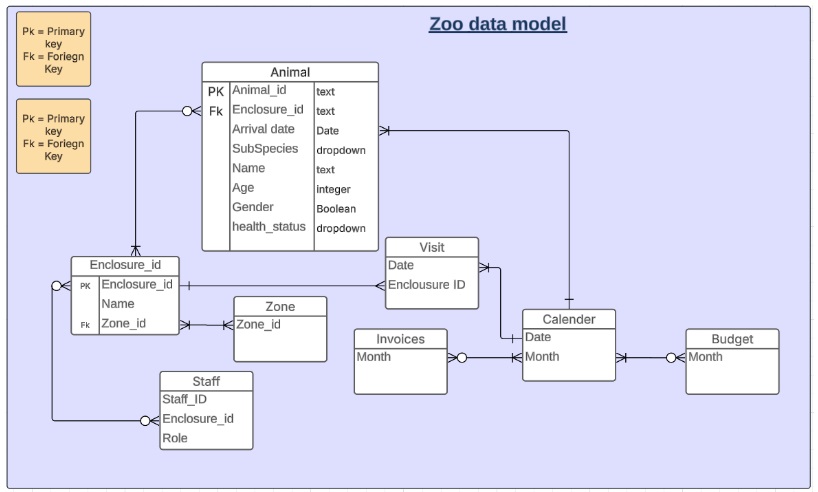 Zoo data model
Pk = Primary
key
Fk = Foriegn
Key
Pk = Primary
key
Fk = Foriegn
Key
Animal
PK Animal_id text
Fk Enclosure_id text
Arrival date Date
SubSpecies dropdown
Name text
Age integer
Gender Boolean
health_status dropdown
Enclosure_id
PK Enclosure_id
Name
Fk Zone_id
Visit
Date
Enclousure ID
Zone
Zone_id
Calender
Date
Month
Invoices
Month
Budget
Month
Staff
Staff_ID
Enclosure_id
Role